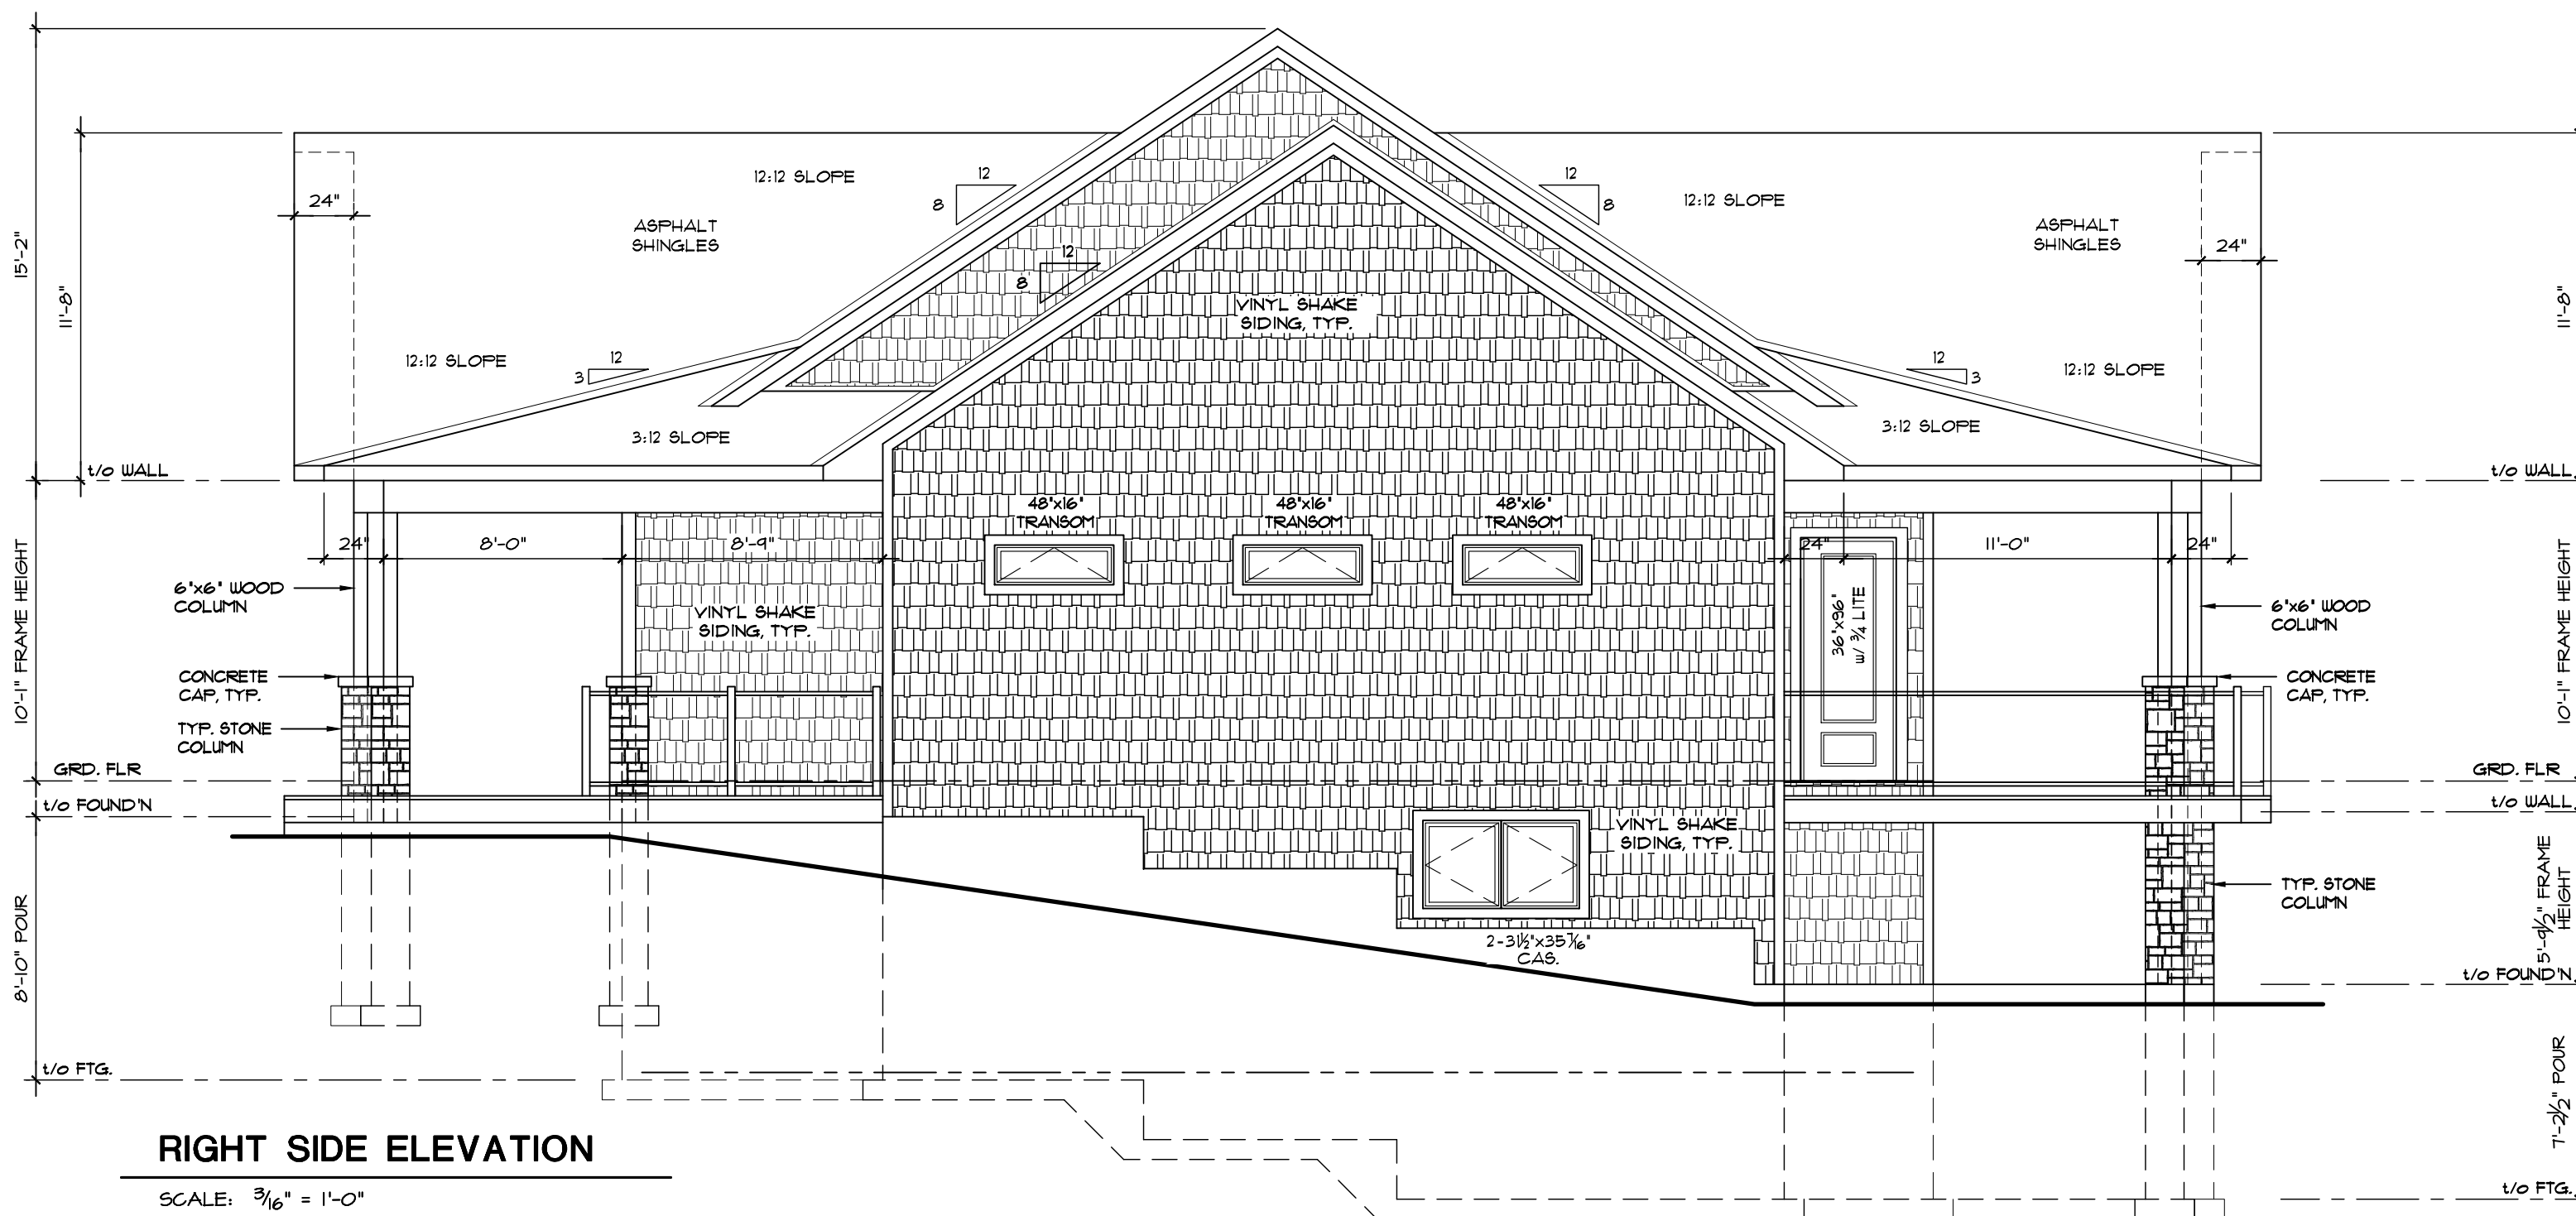 12:12 SLOPE
12
8
12
8
12:12 SLOPE
24"
ASPHALT
SHINGLES
ASPHALT
SHINGLES
24"
15'-2"
11'-8"
12
8
VINYL SHAKE
SIDING, TYP.
11'-8"
12:12 SLOPE
12
3
12
3
12:12 SLOPE
3:12 SLOPE
3:12 SLOPE
t/o WALL
t/o WALL
48"x16"
TRANSOM
48"x16"
TRANSOM
48"x16"
TRANSOM
24"
8'-0"
8'-9"
24"
11'-0"
24"
10'-1" FRAME HEIGHT
6"x6" WOOD
COLUMN
VINYL SHAKE
SIDING, TYP.
36"x96"
w/ ¾ LITE
6"x6" WOOD
COLUMN
10'-1" FRAME HEIGHT
CONCRETE
CAP, TYP.
CONCRETE
CAP, TYP.
TYP. STONE
COLUMN
GRD. FLR
GRD. FLR
t/o FOUND'N
t/o WALL
VINYL SHAKE
SIDING, TYP.
5'-9½" FRAME
HEIGHT
TYP. STONE
COLUMN
8'-10" POUR
2-31½"x35⁷⁄₁₆"
CAS.
t/o FOUND'N
t/o FTG.
7'-2½" POUR
t/o FTG.
RIGHT SIDE ELEVATION
SCALE: 3/16" = 1'-0"